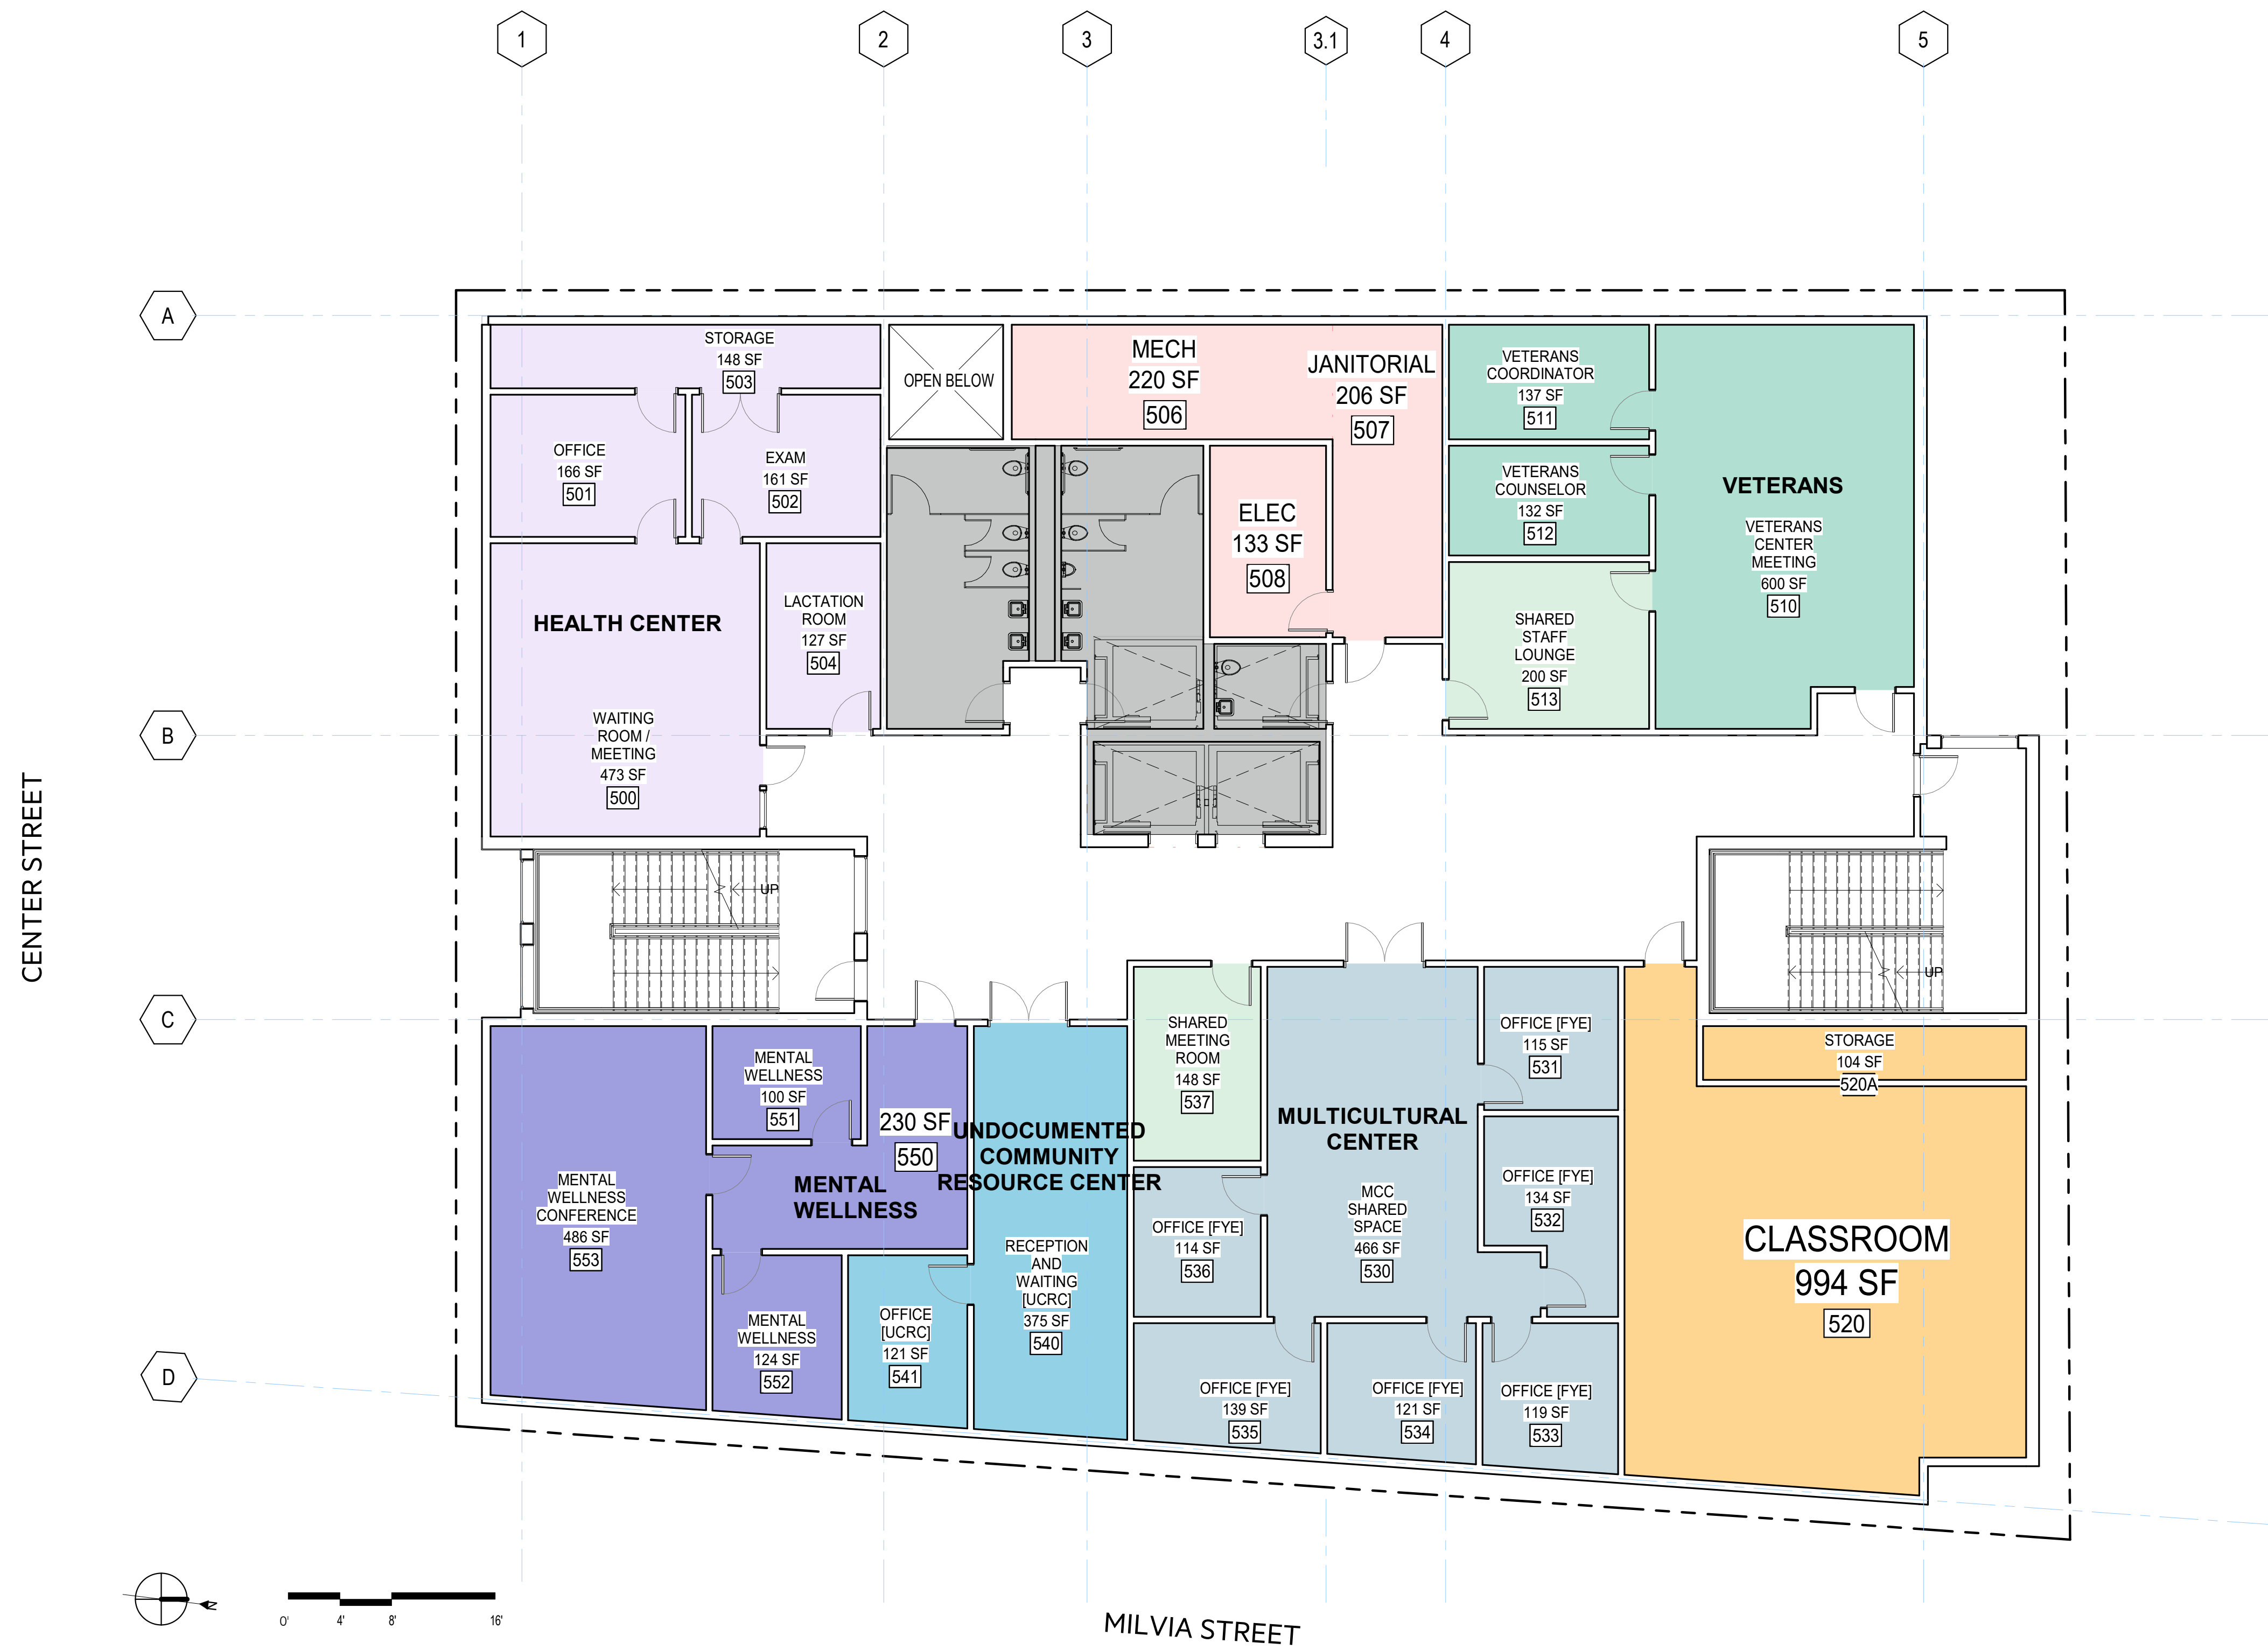 1
2
3
3.1
4
5
A
B
C
D
CENTER STREET
STORAGE
148 SF
503
OFFICE
166 SF
501
EXAM
161 SF
502
HEALTH CENTER
LACTATION
ROOM
127 SF
504
WAITING
ROOM /
MEETING
473 SF
500
OPEN BELOW
MECH
220 SF
506
JANITORIAL
206 SF
507
ELEC
133 SF
508
VETERANS
COORDINATOR
137 SF
511
VETERANS
COUNSELOR
132 SF
512
SHARED
STAFF
LOUNGE
200 SF
513
VETERANS
VETERANS
CENTER
MEETING
600 SF
510
UP
UP
MENTAL
WELLNESS
100 SF
551
230 SF
550
MENTAL
WELLNESS
MENTAL
WELLNESS
CONFERENCE
486 SF
553
MENTAL
WELLNESS
124 SF
552
OFFICE
[UCRC]
121 SF
541
UNDOCUMENTED
COMMUNITY
RESOURCE CENTER
RECEPTION
AND
WAITING
[UCRC]
375 SF
540
SHARED
MEETING
ROOM
148 SF
537
OFFICE [FYE]
114 SF
536
MULTICULTURAL
CENTER
MCC
SHARED
SPACE
466 SF
530
OFFICE [FYE]
115 SF
531
OFFICE [FYE]
134 SF
532
OFFICE [FYE]
139 SF
535
OFFICE [FYE]
121 SF
534
OFFICE [FYE]
119 SF
533
STORAGE
104 SF
520A
CLASSROOM
994 SF
520
N
0'
4'
8'
16'
MILVIA STREET